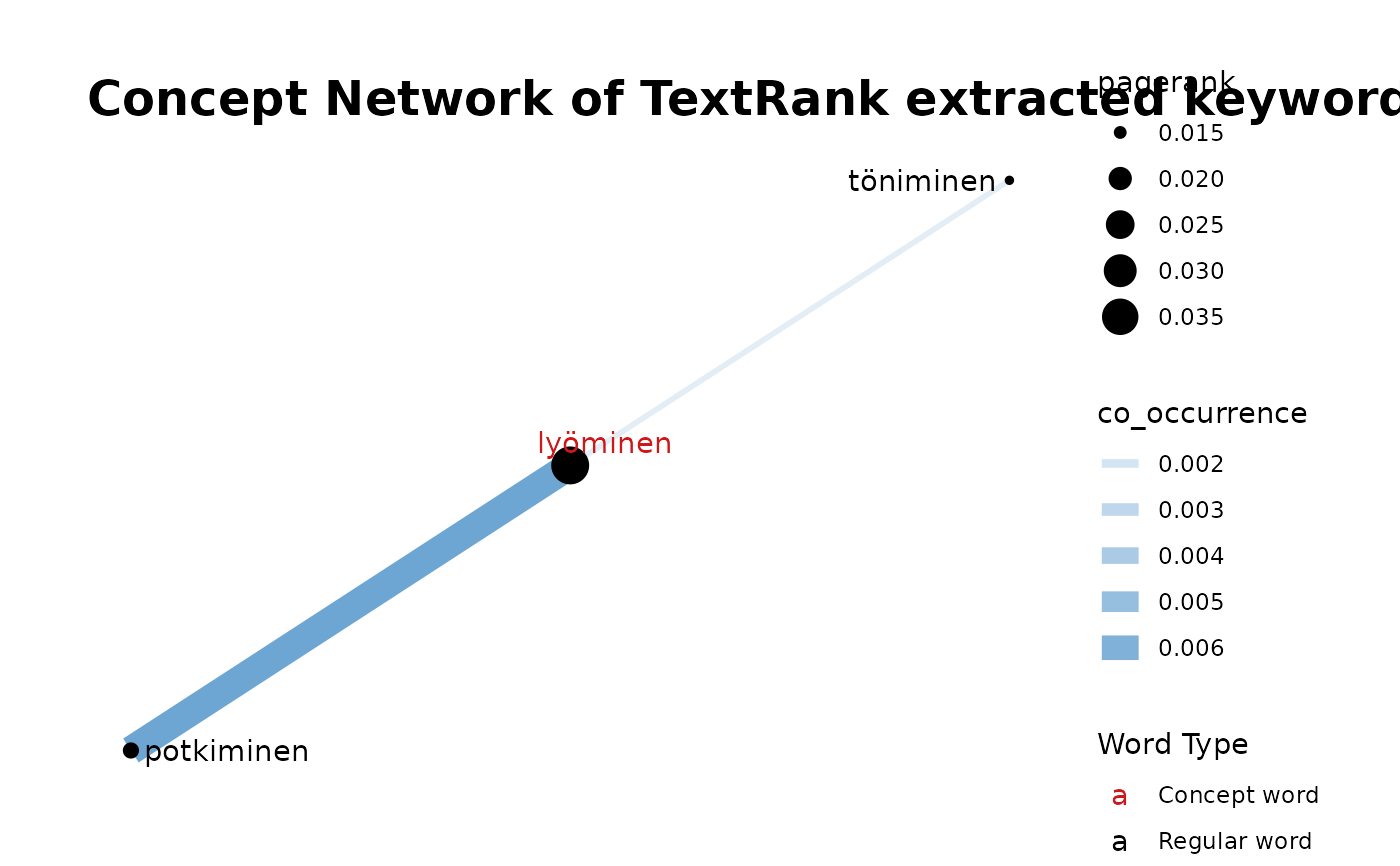 Concept Network of TextRank extracted keyword
pagerank
0.015
0.020
0.025
0.030
0.035
töniminen
lyöminen
potkiminen
co_occurrence
0.002
0.003
0.004
0.005
0.006
Word Type
a Concept word
a Regular word